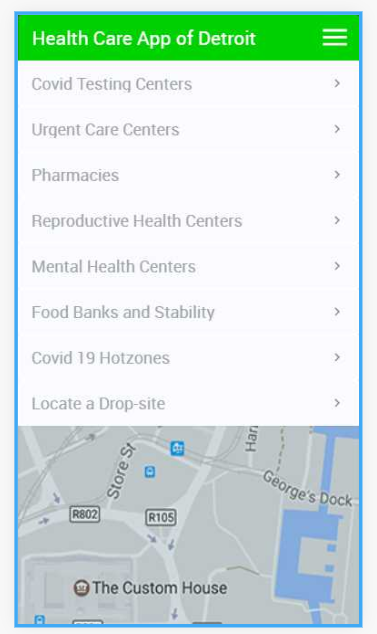 Health Care App of Detroit
Covid Testing Centers
Urgent Care Centers
Pharmacies
Reproductive Health Centers
Mental Health Centers
Food Banks and Stability
Covid 19 Hotzones
Locate a Drop-site
Store St
Har
George's Dock
R802
R105
The Custom House